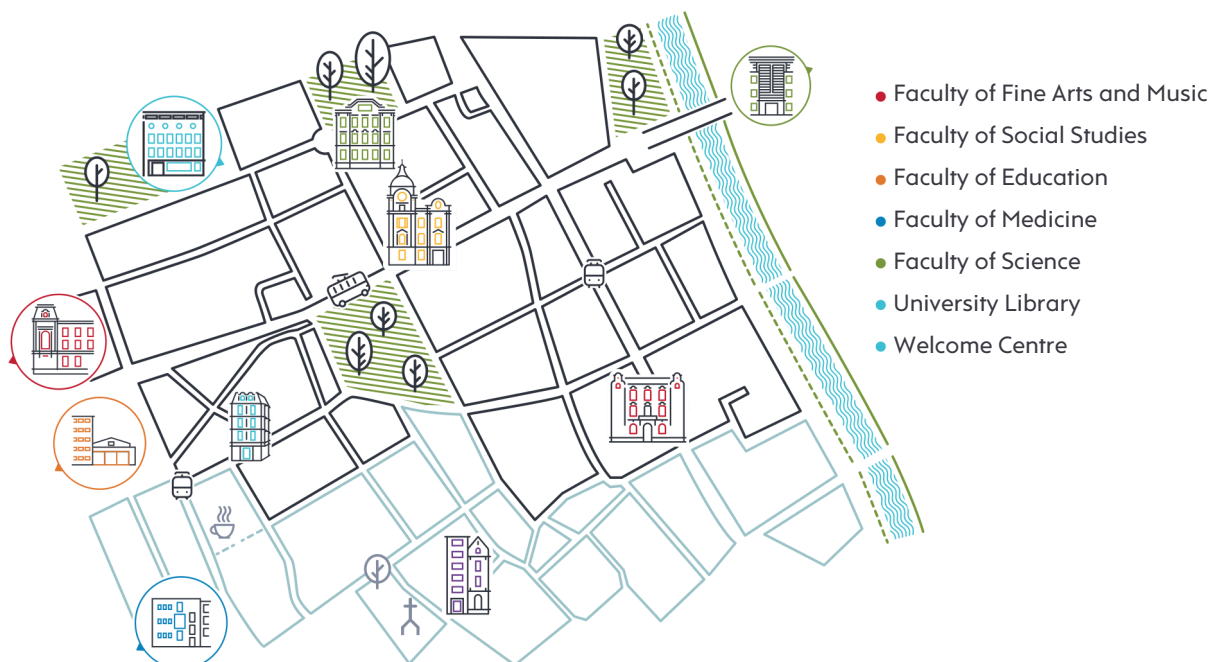 Faculty of Fine Arts and Music
Faculty of Social Studies
Faculty of Education
Faculty of Medicine
Faculty of Science
University Library
Welcome Centre